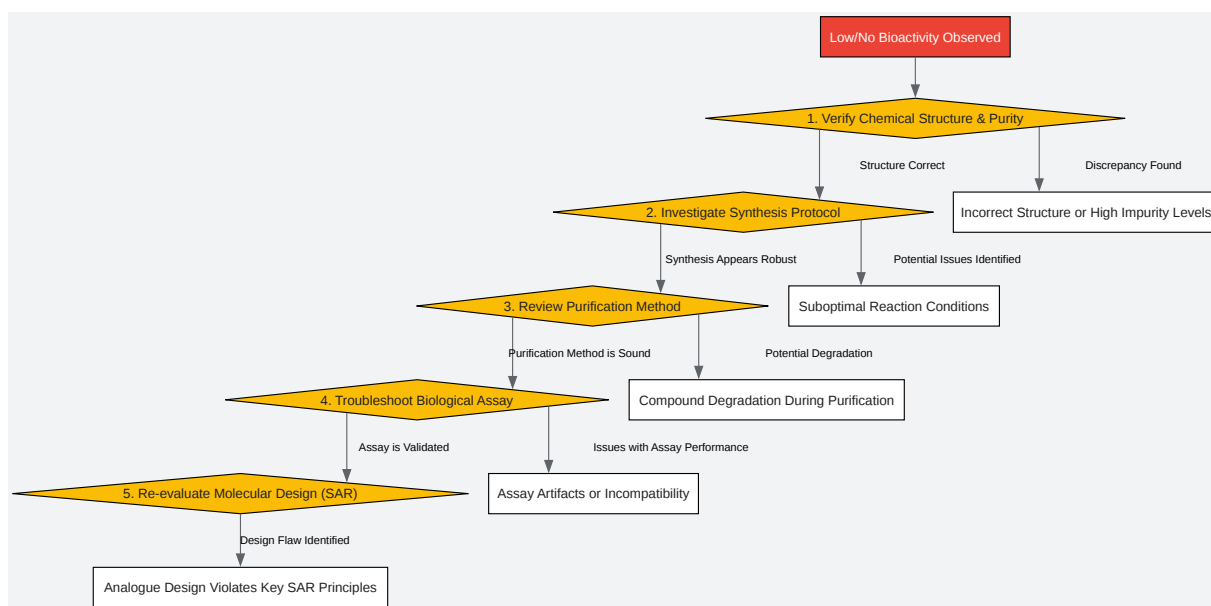 Low/No Bioactivity Observed
1. Verify Chemical Structure & Purity
Structure Correct
Discrepancy Found
2. Investigate Synthesis Protocol
Incorrect Structure or High Impurity Levels
Synthesis Appears Robust
Potential Issues Identified
3. Review Purification Method
Suboptimal Reaction Conditions
Purification Method is Sound
Potential Degradation
4. Troubleshoot Biological Assay
Compound Degradation During Purification
Assay is Validated
Issues with Assay Performance
5. Re-evaluate Molecular Design (SAR)
Assay Artifacts or Incompatibility
Design Flaw Identified
Analogue Design Violates Key SAR Principles